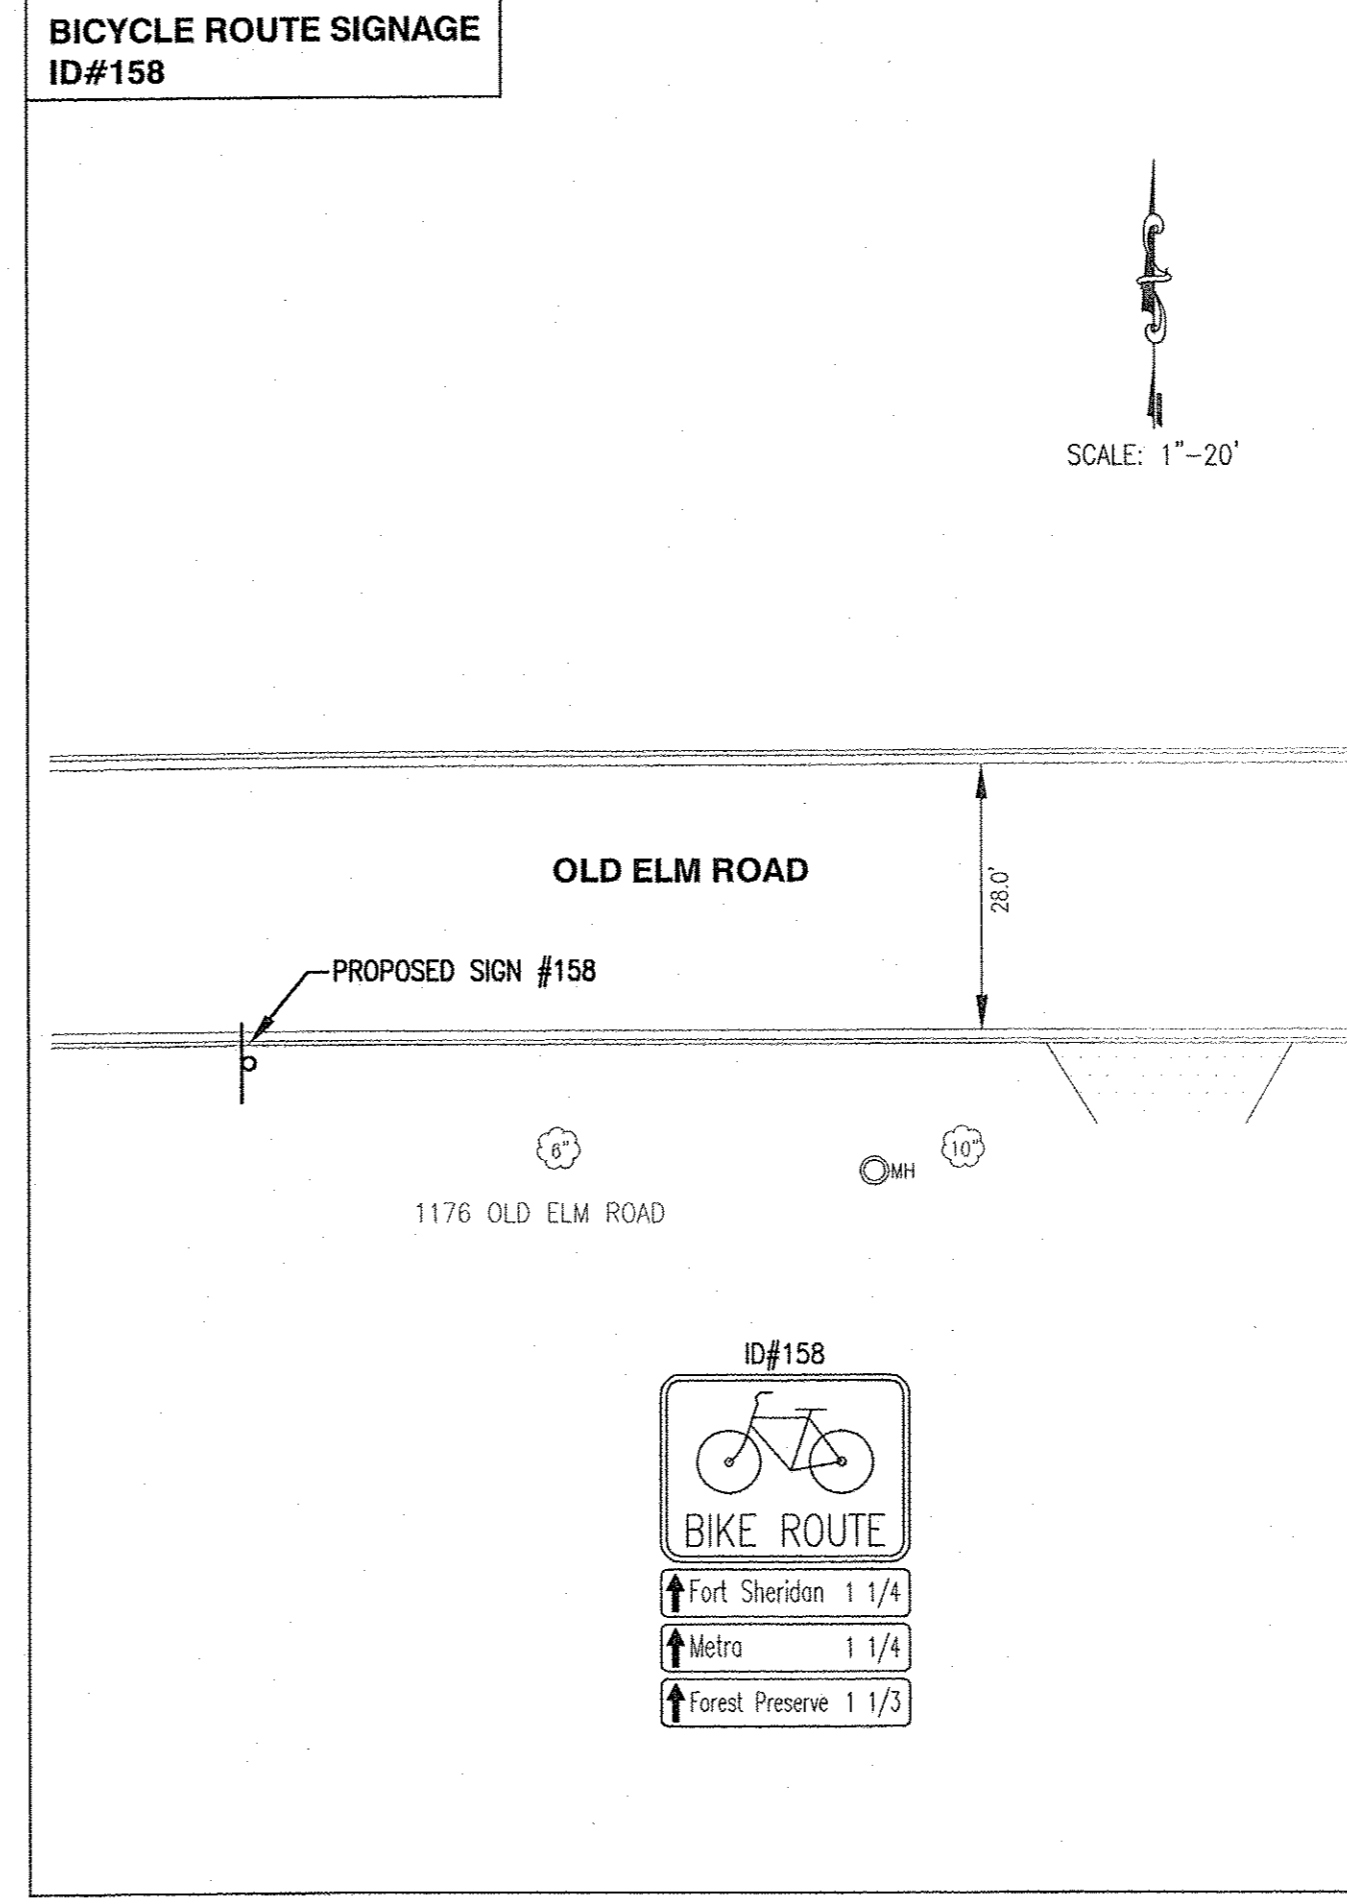 BICYCLE ROUTE SIGNAGE
ID#158
SCALE: 1"-20'
OLD ELM ROAD
28.0'
PROPOSED SIGN #158
6"
10"
MH
1176 OLD ELM ROAD
ID#158
BIKE ROUTE
Fort Sheridan 1 1/4
Metra 1 1/4
Forest Preserve 1 1/3